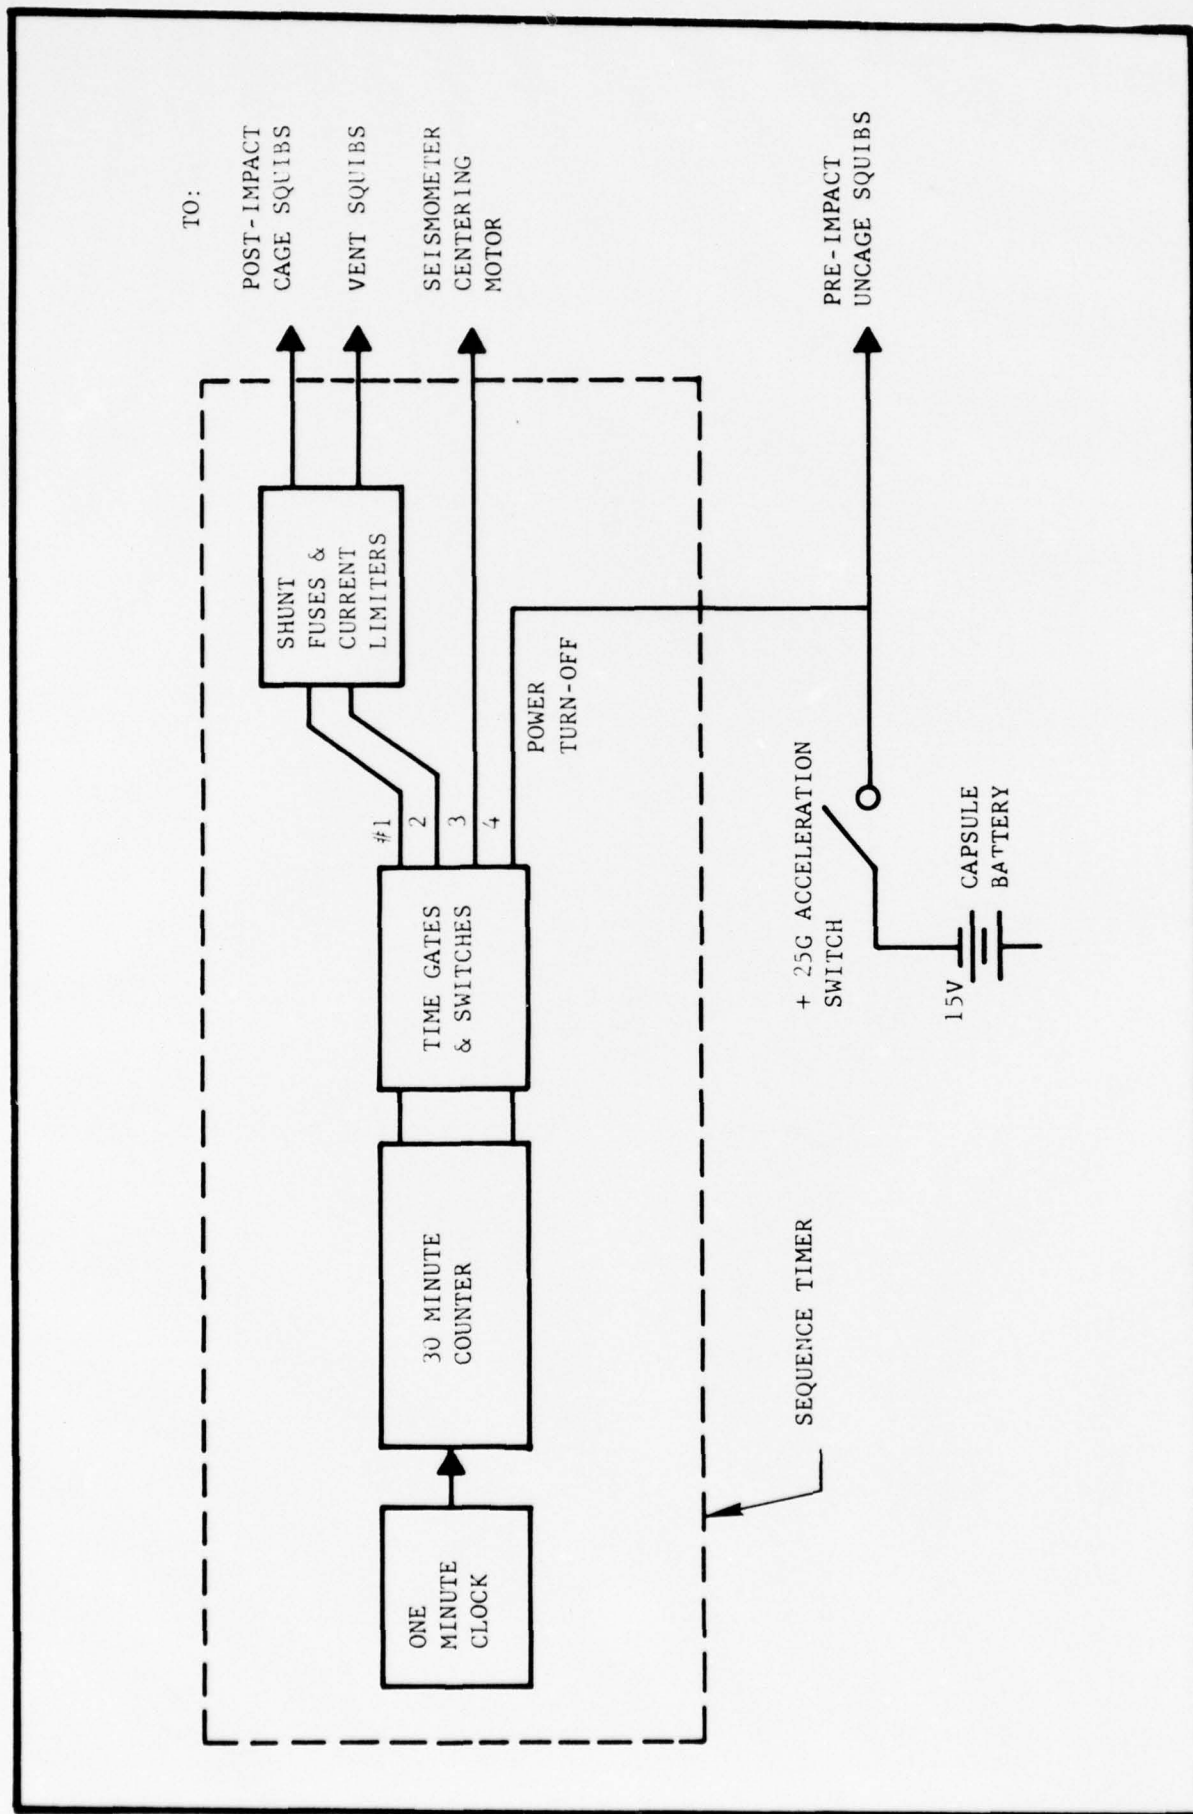 TO:
POST-IMPACT
CAGE SQUIBS
VENT SQUIBS
SEISMOMETER
CENTERING
MOTOR
SHUNT
FUSES &
CURRENT
LIMITERS
#1
2
3
4
POWER
TURN-OFF
TIME GATES
& SWITCHES
30 MINUTE
COUNTER
ONE
MINUTE
CLOCK
PRE-IMPACT
UNCAGE SQUIBS
+ 25G ACCELERATION
SWITCH
15V
CAPSULE
BATTERY
SEQUENCE TIMER